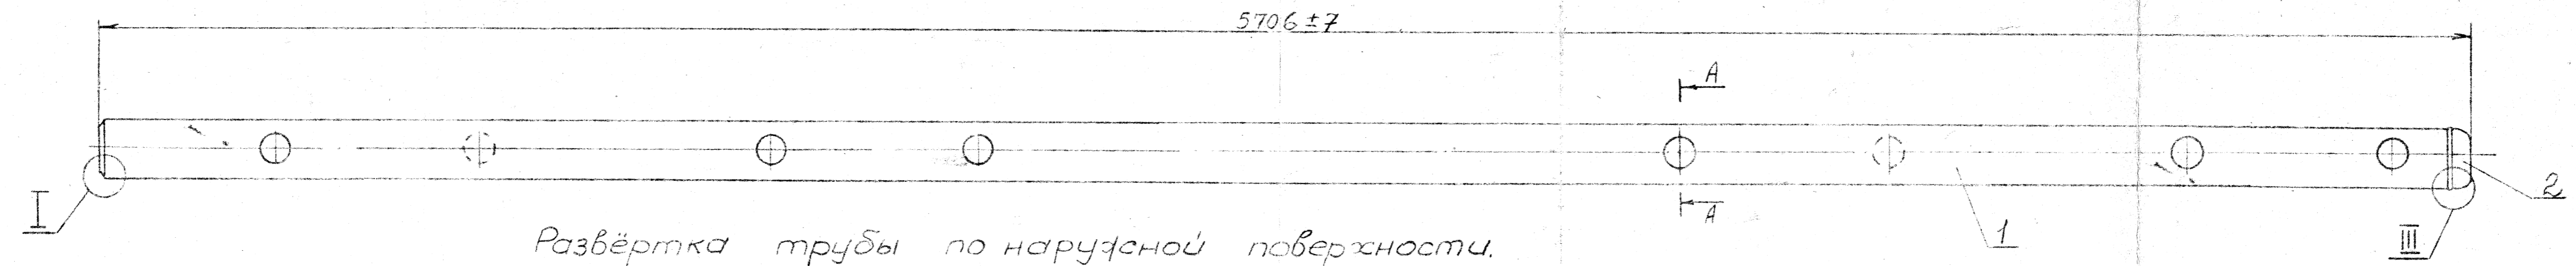 5706±7
А
А
I
1
2
III
Развёртка трубы по наружной поверхности.